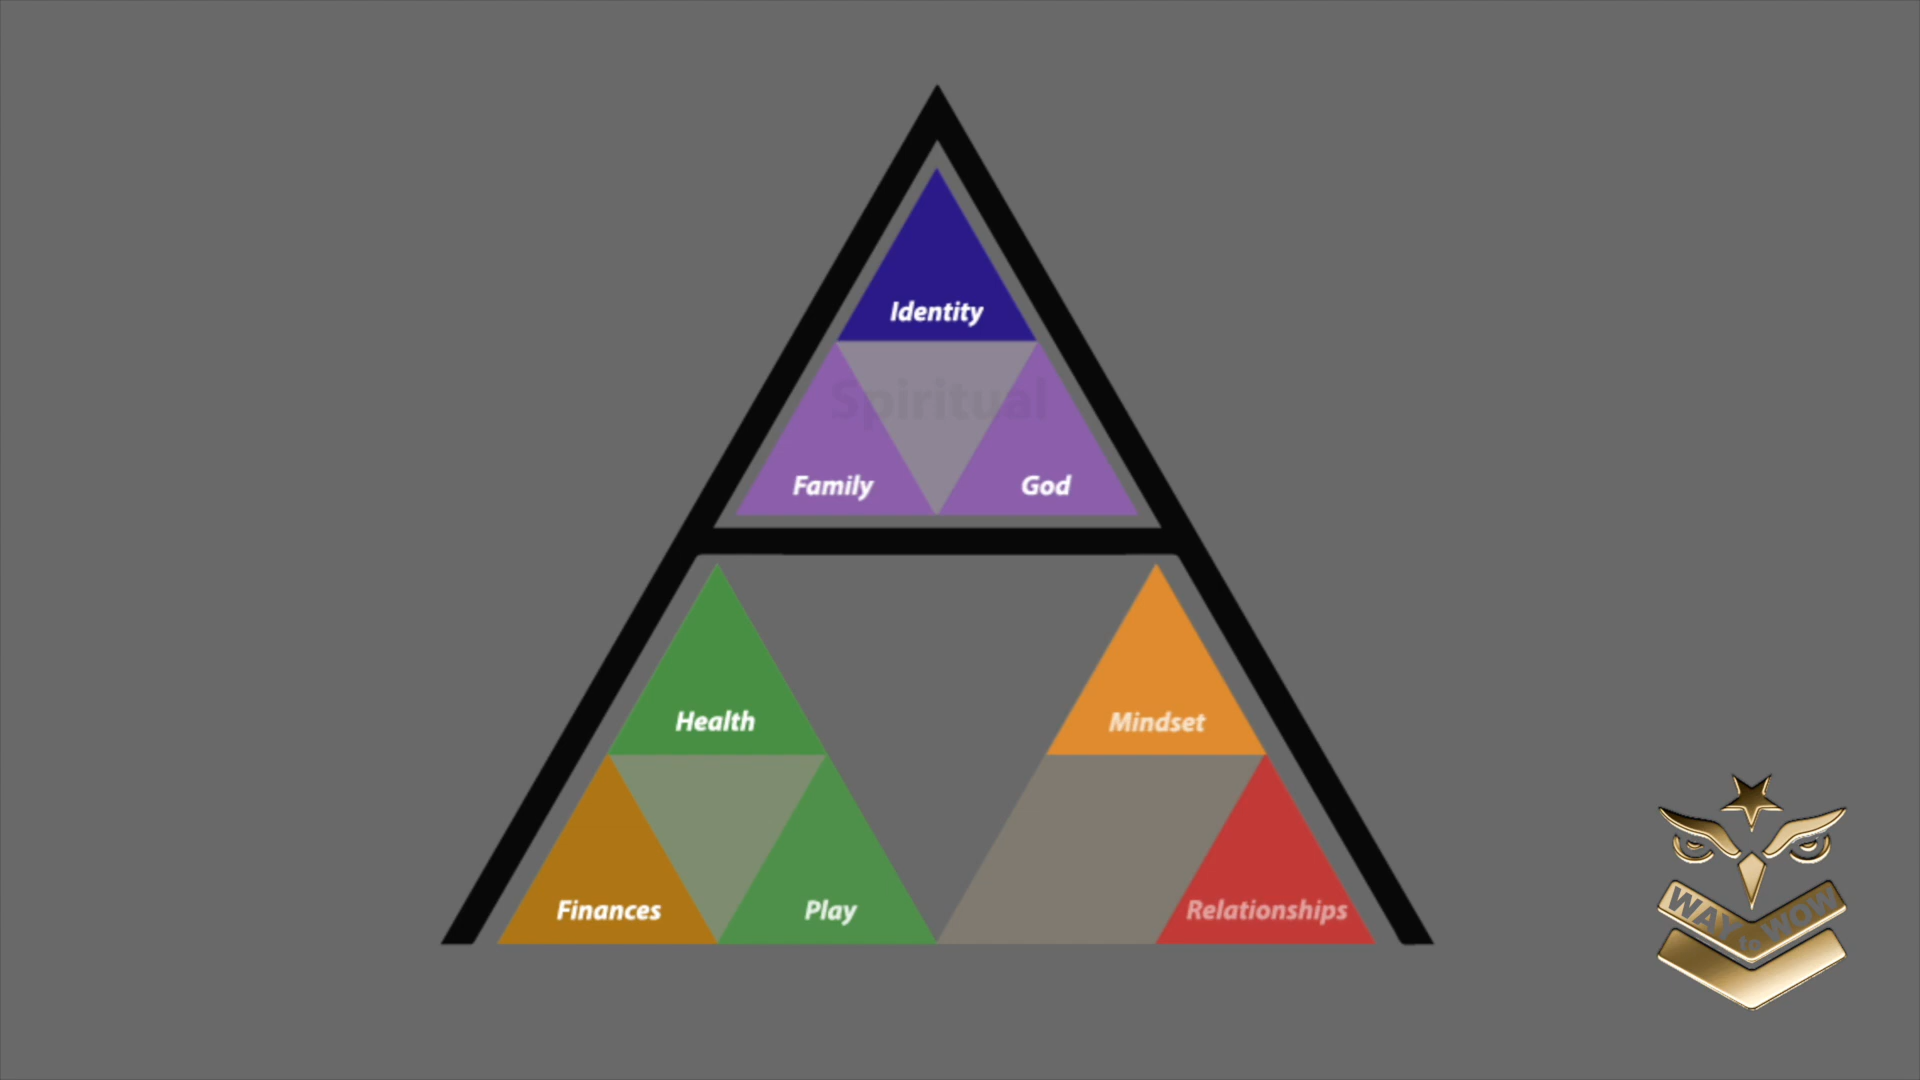 Identity
Spiritual
Family
God
Health
Mindset
Finances
Play
Relationships
WAY to WOW